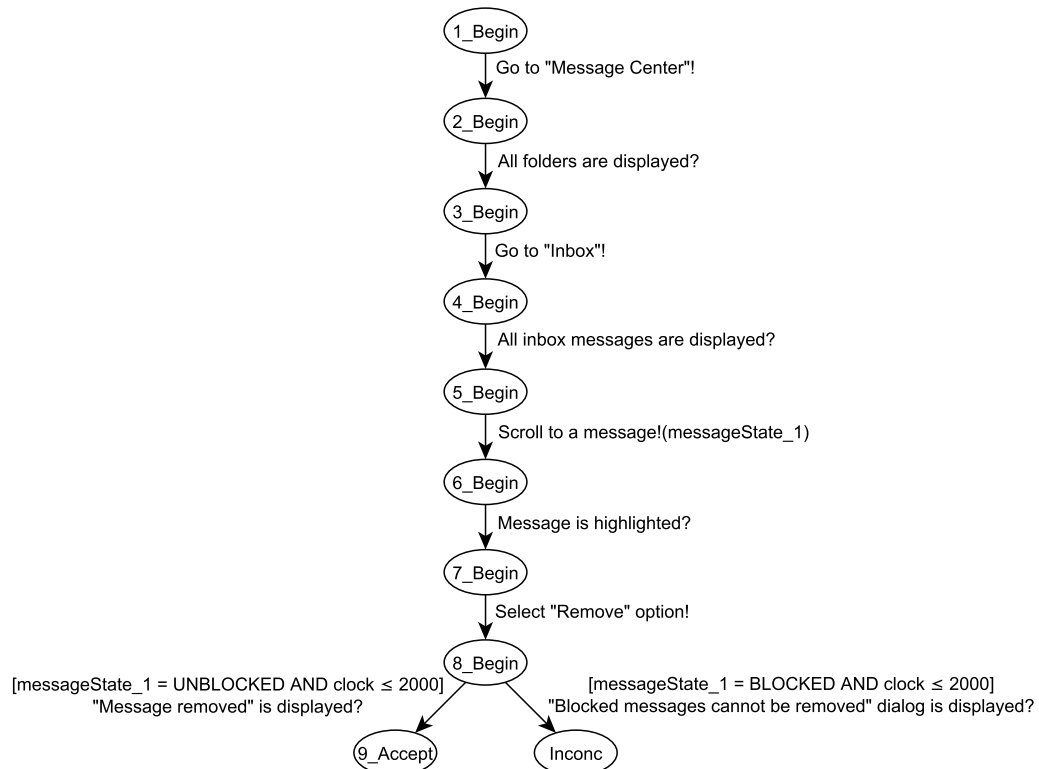 1_Begin
Go to "Message Center"!
2_Begin
All folders are displayed?
3_Begin
Go to "Inbox"!
4_Begin
All inbox messages are displayed?
5_Begin
Scroll to a message!(messageState_1)
6_Begin
Message is highlighted?
7_Begin
Select "Remove" option!
8_Begin
[messageState_1 = UNBLOCKED AND clock ≤ 2000]
"Message removed" is displayed?
[messageState_1 = BLOCKED AND clock ≤ 2000]
"Blocked messages cannot be removed" dialog is displayed?
9_Accept
Inconc